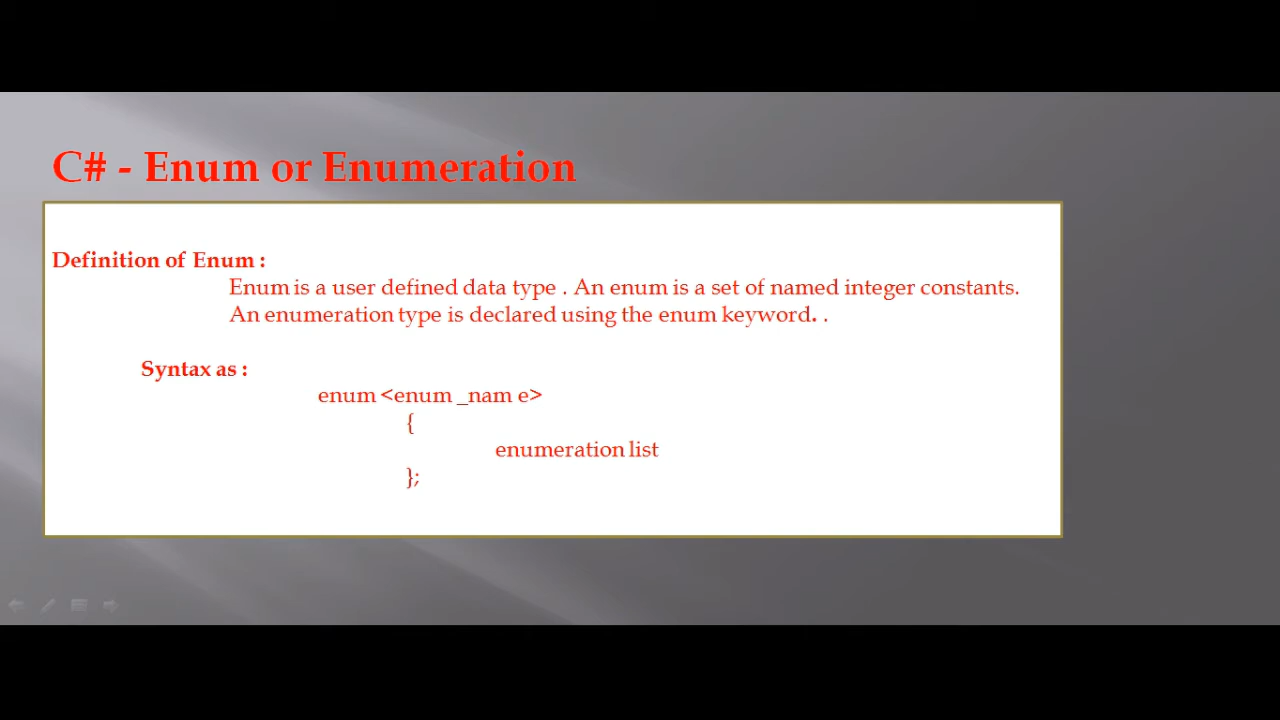 C# - Enum or Enumeration
Definition of Enum :
Enum is a user defined data type . An enum is a set of named integer constants.
An enumeration type is declared using the enum keyword. .
Syntax as :
enum <enum _nam e>
{
enumeration list
};